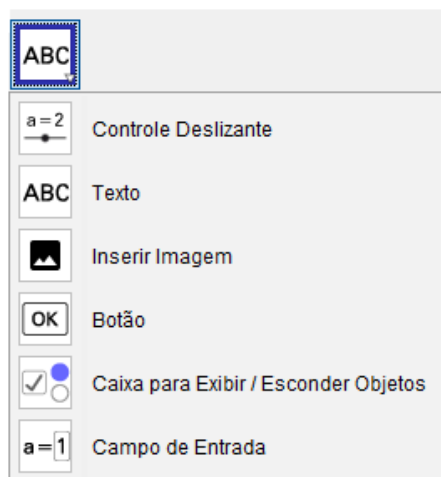 ABC
a=2
Controle Deslizante
ABC
Texto
Inserir Imagem
OK
Botão
Caixa para Exibir / Esconder Objetos
a=1
Campo de Entrada